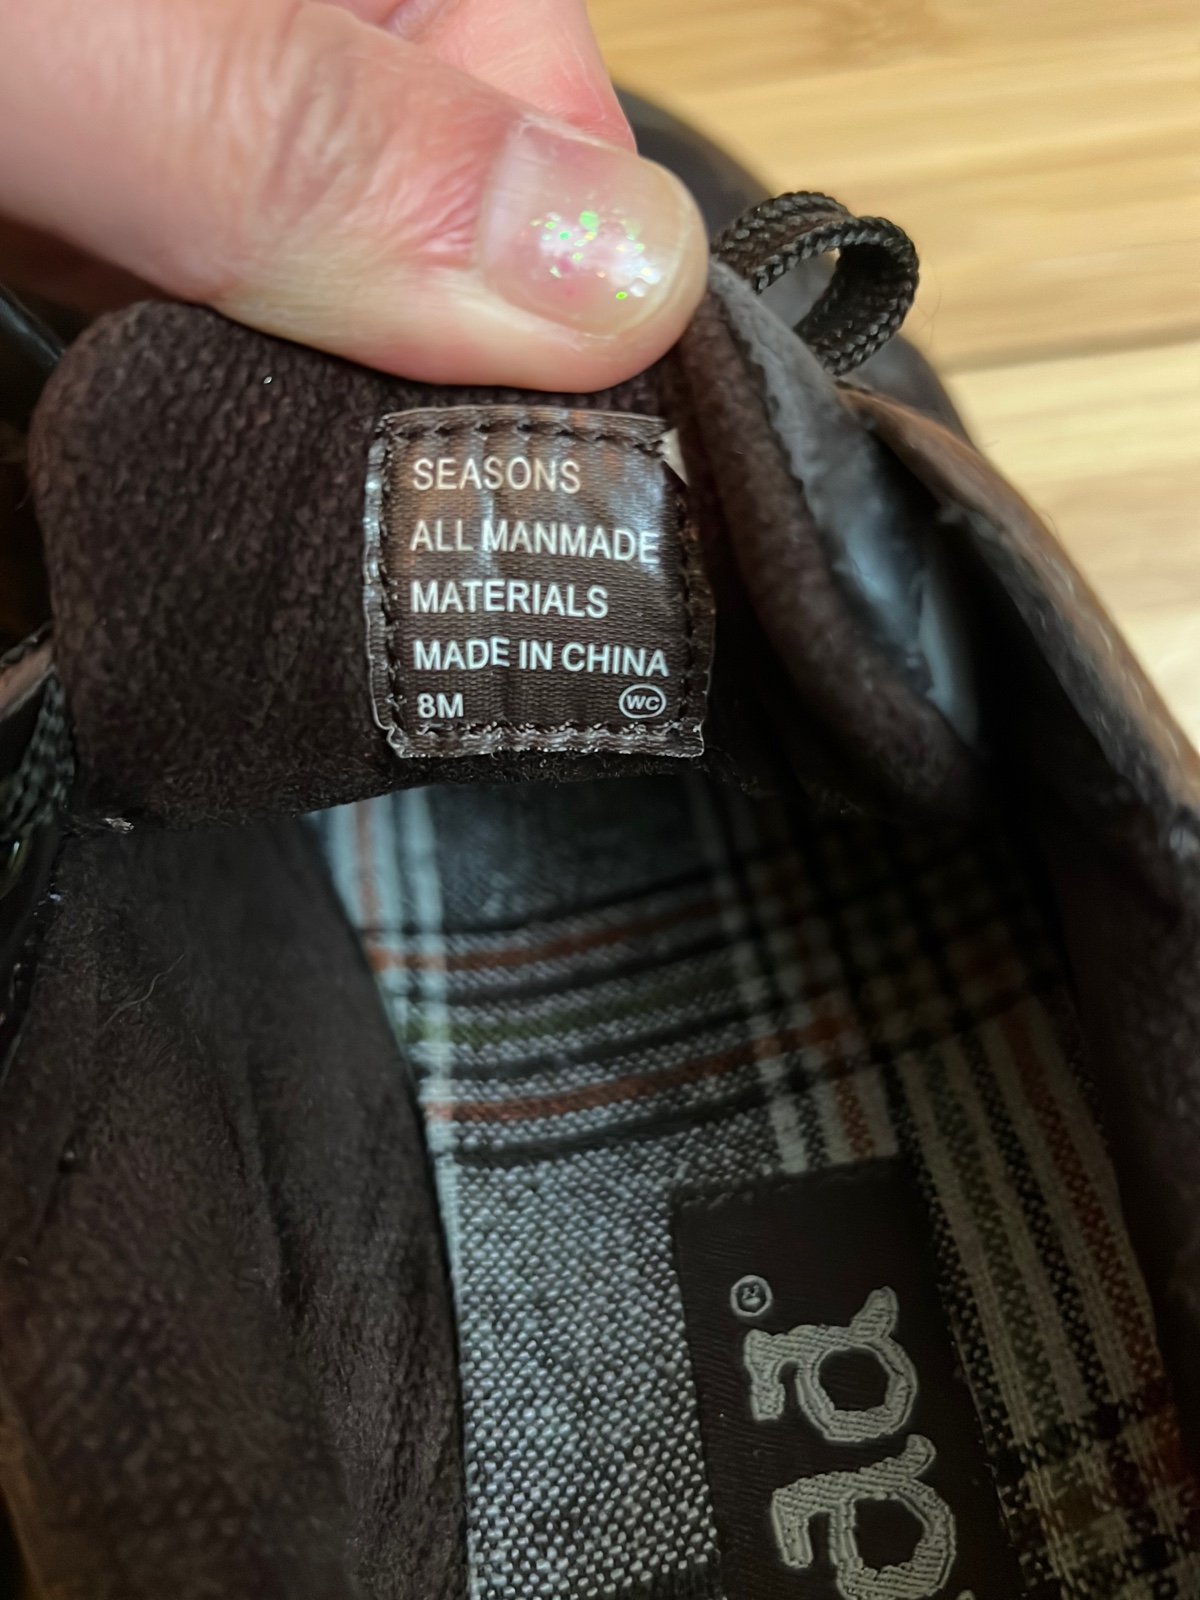 SEASONS
ALL MANMADE
MATERIALS
MADE IN CHINA
8M WC
®